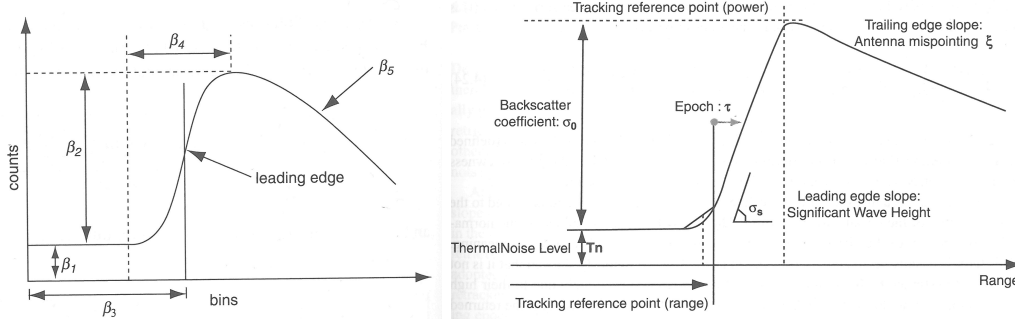 counts
β4
β5
β2
leading edge
β1
bins
β3
Tracking reference point (power)
Trailing edge slope:
Antenna mispointing ξ
Backscatter
coefficient: σ0
Epoch : τ
σs
Leading egde slope:
Significant Wave Height
ThermalNoise Level Tn
Range
Tracking reference point (range)